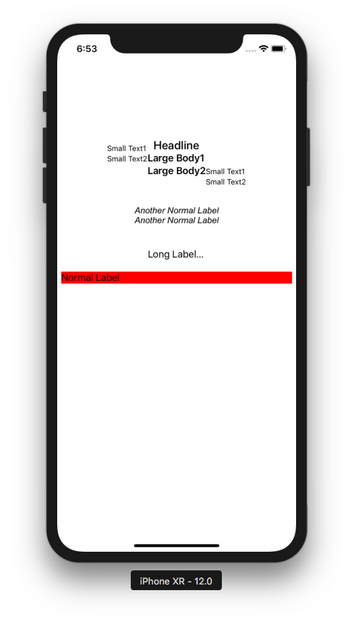 6:53
Headline
Small Text1
Small Text2
Large Body1
Large Body2
Small Text1
Small Text2
Another Normal Label
Another Normal Label
Long Label...
Normal Label
iPhone XR - 12.0